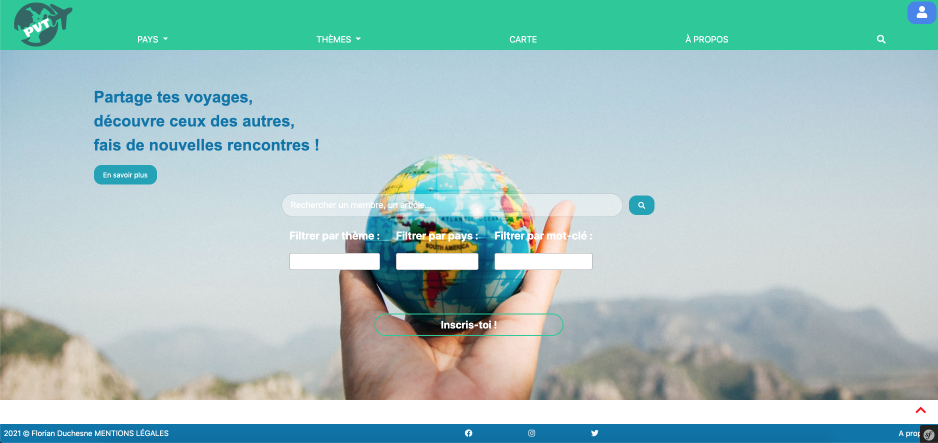 PVT
PAYS
THÈMES
CARTE
À PROPOS
Partage tes voyages,
découvre ceux des autres,
fais de nouvelles rencontres !
En savoir plus
Rechercher un membre, un article...
ATLANTIC OCEAN
Filtrer par thème : Filtrer par pays : Filtrer par mot-clé :
SOUTH AMERICA
Inscris-toi !
2021 © Florian Duchesne MENTIONS LÉGALES
A prop